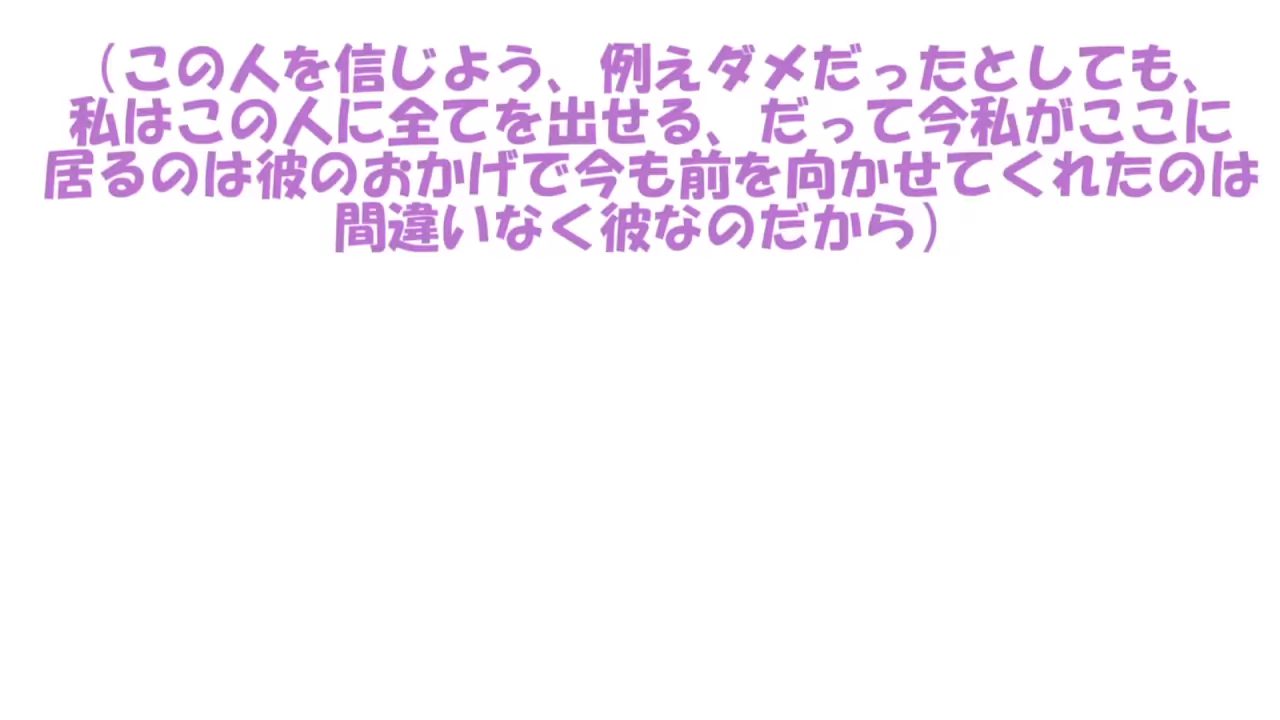 （この人を信じよう、例えダメだったとしても、
私はこの人に全てを出せる、だって今私がここに
居るのは彼のおかげで今も前を向かせてくれたのは
間違いなく彼なのだから）